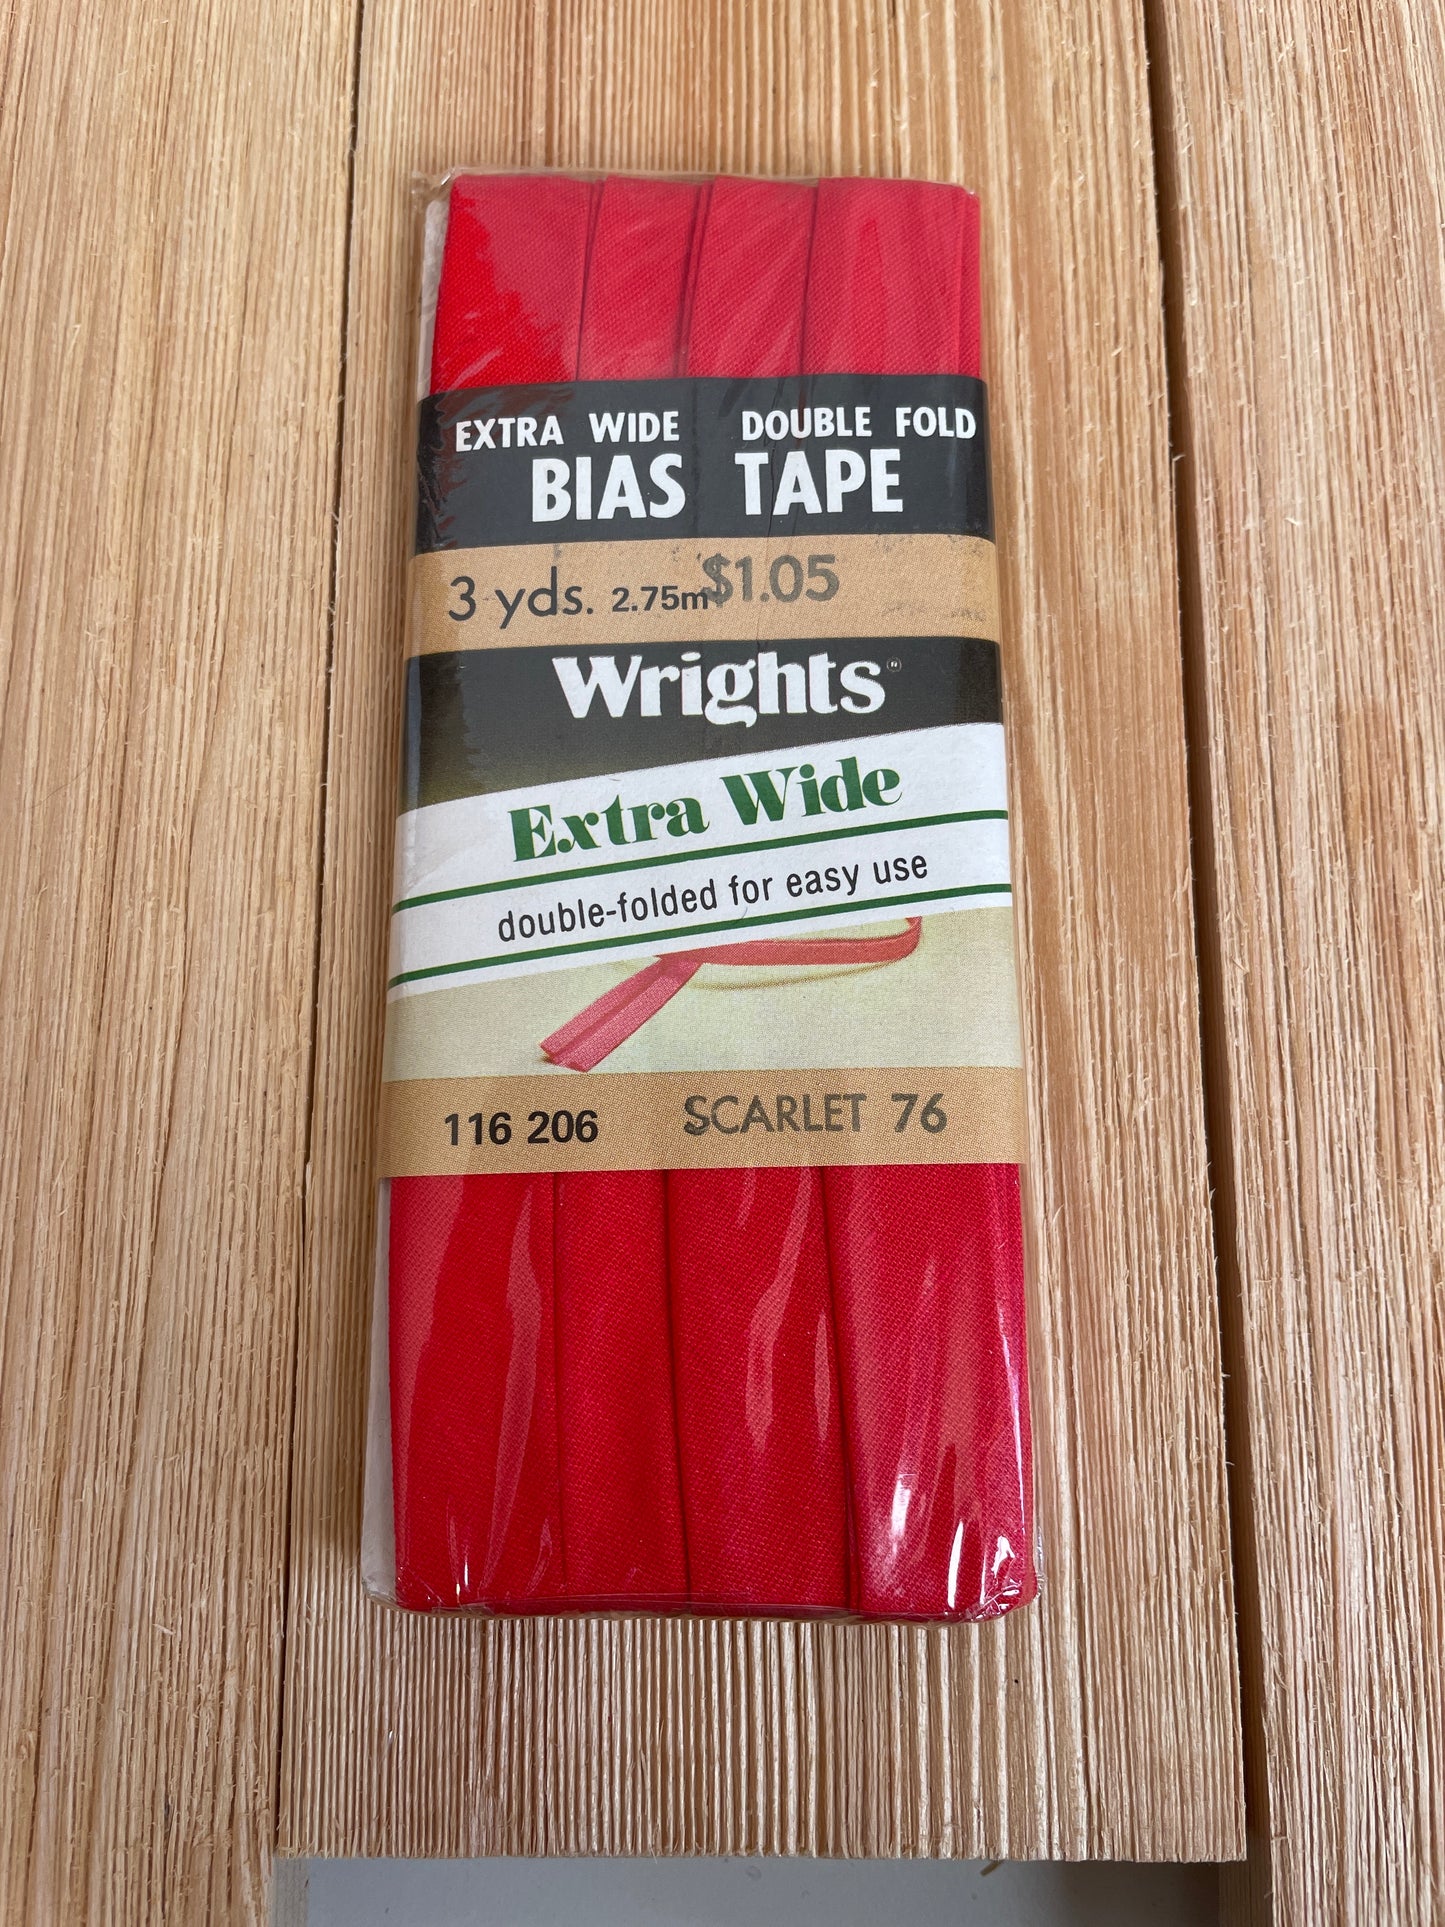 EXTRA WIDE DOUBLE FOLD
BIAS TAPE
3 yds. 2.75m $1.05
Wrights®
Extra Wide
double-folded for easy use
116 206 SCARLET 76